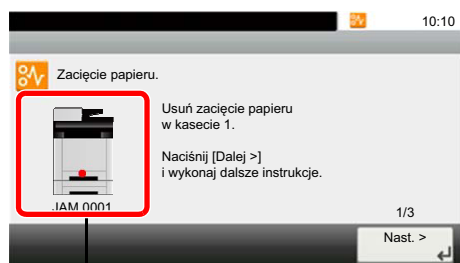 10:10
Zacięcie papieru.
Usuń zacięcie papieru
w kasecie 1.
Naciśnij [Dalej >]
i wykonaj dalsze instrukcje.
JAM 0001
1/3
Nast. >